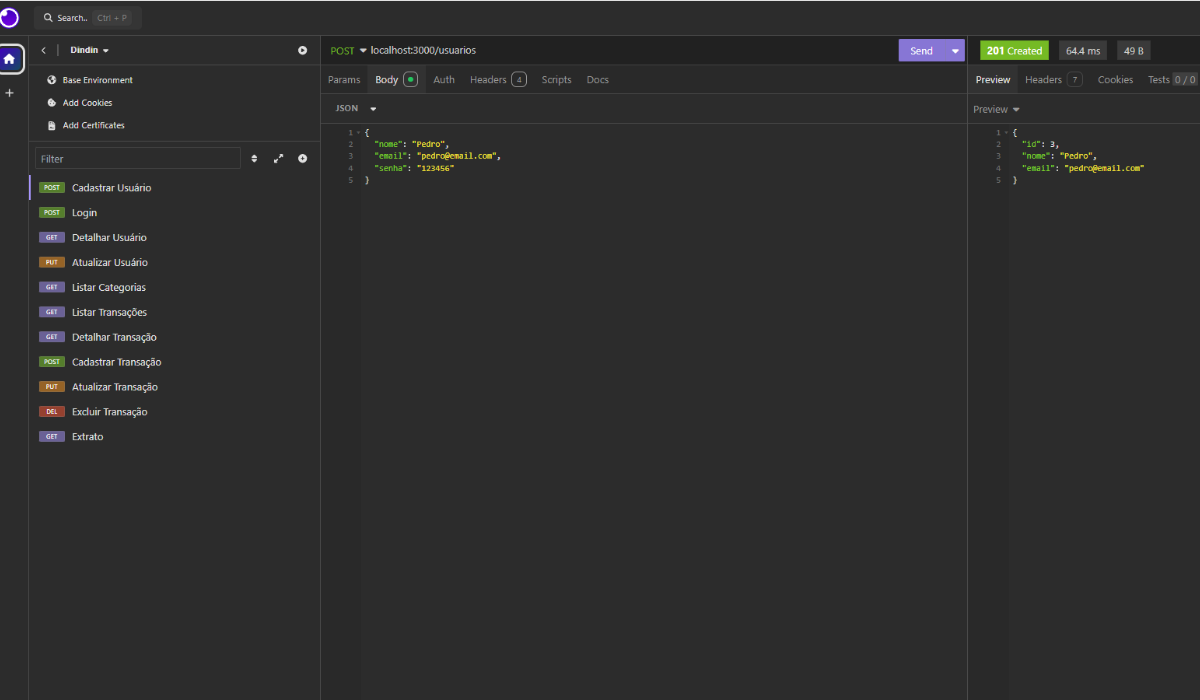 Search.. Ctrl + P
Dindin
Base Environment
Add Cookies
Add Certificates
Filter
POST Cadastrar Usuário
POST Login
GET Detalhar Usuário
PUT Atualizar Usuário
GET Listar Categorias
GET Listar Transações
GET Detalhar Transação
POST Cadastrar Transação
PUT Atualizar Transação
DEL Excluir Transação
GET Extrato
POST localhost:3000/usuarios Send
Params Body Auth Headers 4 Scripts Docs
JSON
1 {
2 "nome": "Pedro",
3 "email": "pedro@email.com",
4 "senha": "123456"
5 }
201 Created 64.4 ms 49 B
Preview Headers 7 Cookies Tests 0 / 0
Preview
1 {
2 "id": 3,
3 "nome": "Pedro",
4 "email": "pedro@email.com"
5 }